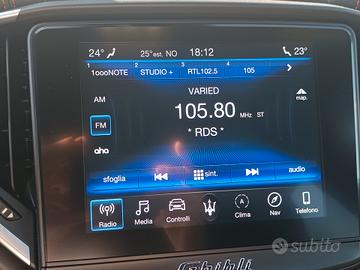 24° 25°est. NO 18:12 23°
1 2 3 4
1oooNOTE STUDIO + RTL102.5 105
AM
VARIED
map.
FM
105.80 MHz ST
* RDS *
aha
sfoglia sint. audio
Radio Media Controlli Clima Nav Telefono
Ghibli
subito